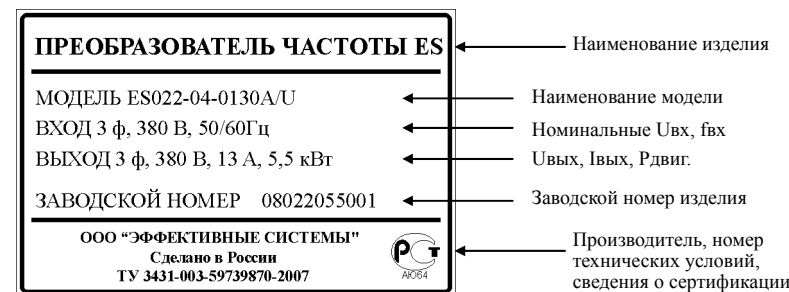 ПРЕОБРАЗОВАТЕЛЬ ЧАСТОТЫ ES
Наименование изделия
МОДЕЛЬ ES022-04-0130A/U
Наименование модели
ВХОД 3 ф, 380 В, 50/60Гц
Номинальные Uвх, fвх
ВЫХОД 3 ф, 380 В, 13 А, 5,5 кВт
Uвых, Iвых, Pдвиг.
ЗАВОДСКОЙ НОМЕР 08022055001
Заводской номер изделия
ООО “ЭФФЕКТИВНЫЕ СИСТЕМЫ"
Сделано в России
ТУ 3431-003-59739870-2007
РСТ
АЮ64
Производитель, номер
технических условий,
сведения о сертификации